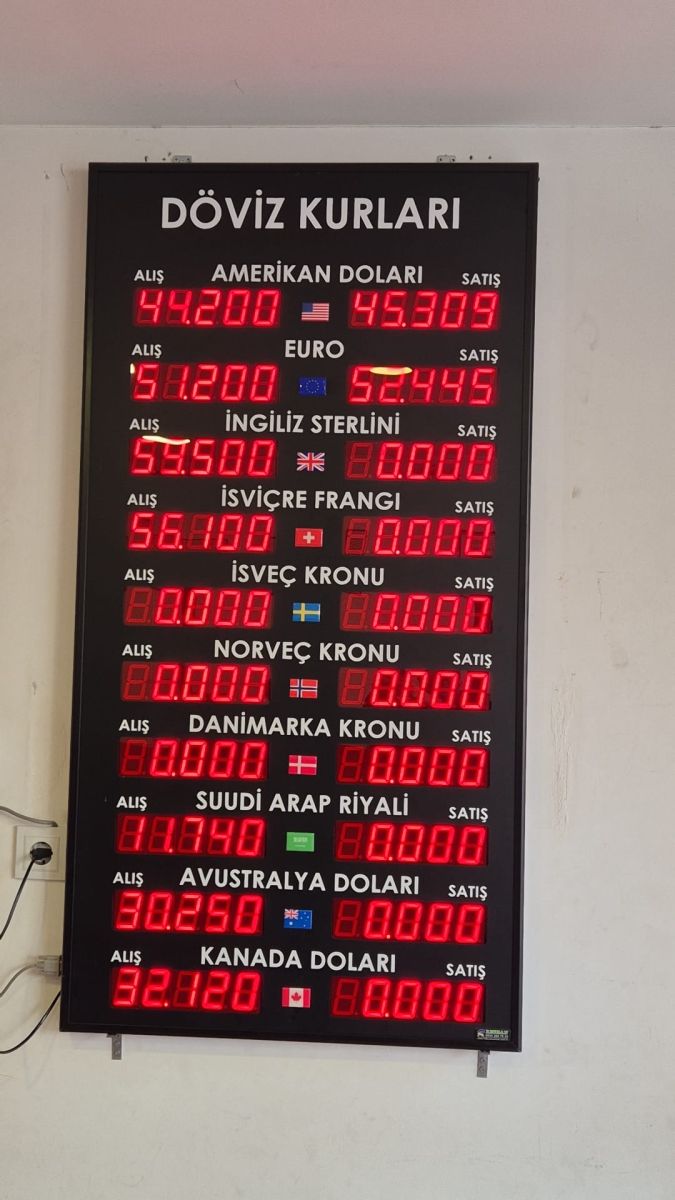 DÖVİZ KURLARI
ALIŞ AMERİKAN DOLARI SATIŞ
44.200 45.309
ALIŞ EURO SATIŞ
51.200 52.445
ALIŞ İNGİLİZ STERLİNİ SATIŞ
59.500 0.000
ALIŞ İSVİÇRE FRANGI SATIŞ
56.100 0.000
ALIŞ İSVEÇ KRONU SATIŞ
0.000 0.000
ALIŞ NORVEÇ KRONU SATIŞ
0.000 0.000
ALIŞ DANİMARKA KRONU SATIŞ
0.000 0.000
ALIŞ SUUDİ ARAP RİYALİ SATIŞ
11.740 0.000
ALIŞ AVUSTRALYA DOLARI SATIŞ
30.250 0.000
ALIŞ KANADA DOLARI SATIŞ
32.120 0.000